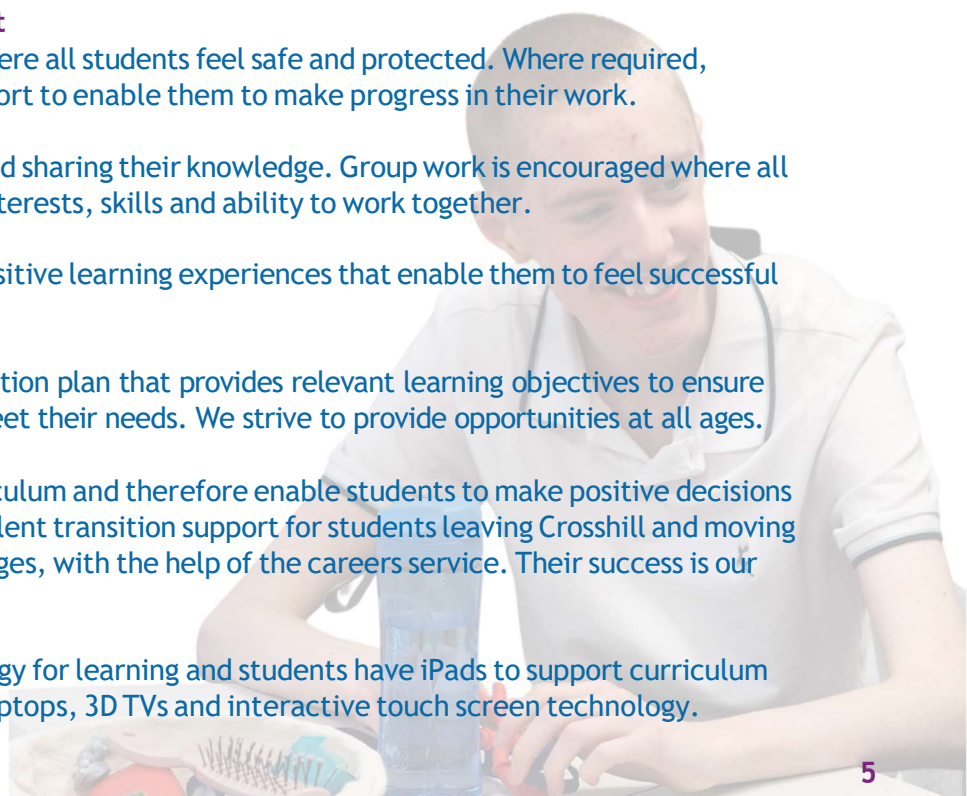 t
ere all students feel safe and protected. Where required,
ort to enable them to make progress in their work.
d sharing their knowledge. Group work is encouraged where all
terests, skills and ability to work together.
sitive learning experiences that enable them to feel successful
tion plan that provides relevant learning objectives to ensure
eet their needs. We strive to provide opportunities at all ages.
culum and therefore enable students to make positive decisions
lent transition support for students leaving Crosshill and moving
ges, with the help of the careers service. Their success is our
gy for learning and students have iPads to support curriculum
ptops, 3D TVs and interactive touch screen technology.
5